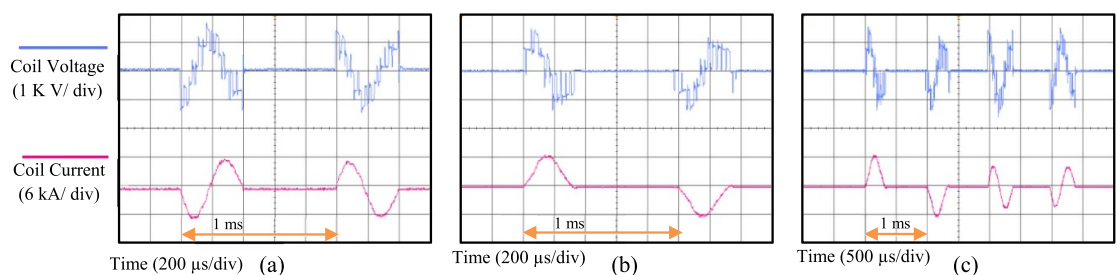 Coil Voltage
(1 K V/ div)
Coil Current
(6 kA/ div)
1 ms
1 ms
1 ms
Time (200 µs/div) (a)
Time (200 µs/div) (b)
Time (500 µs/div) (c)